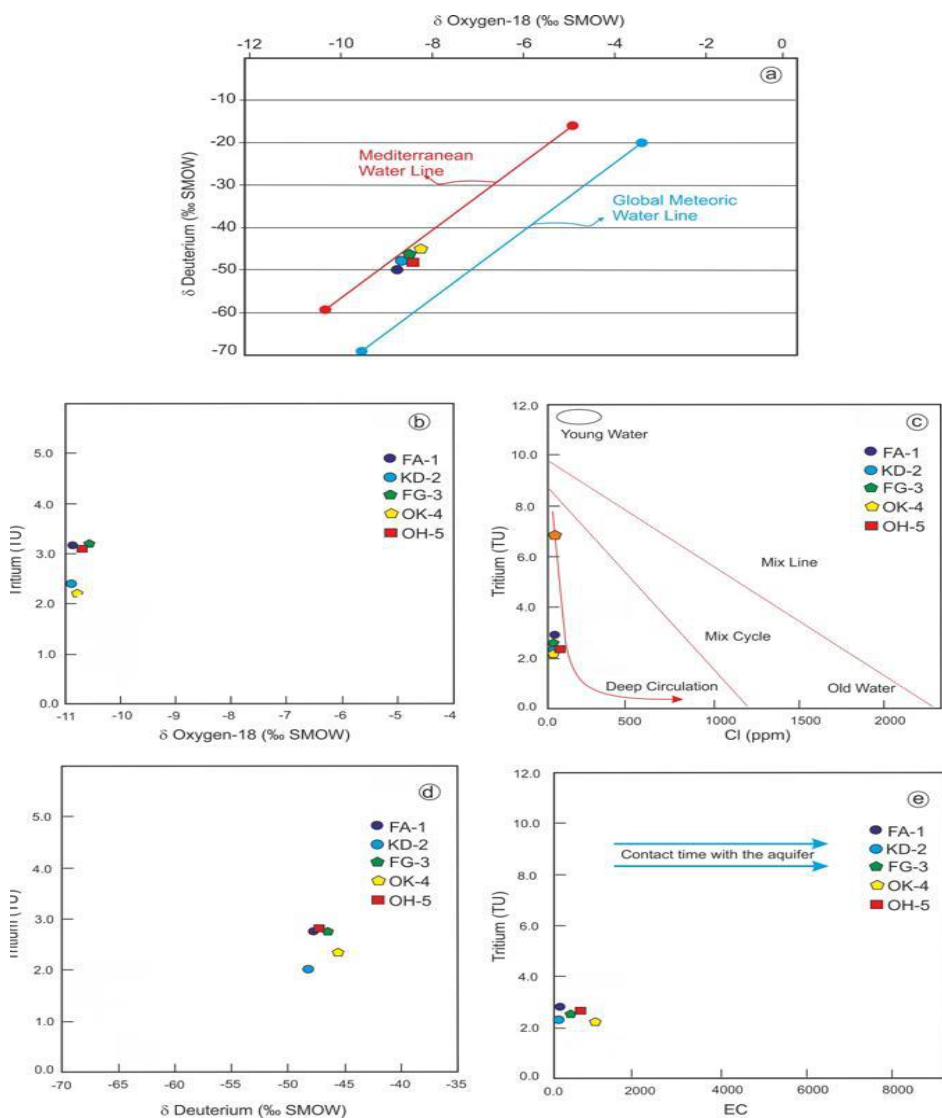 δ Oxygen-18 (‰ SMOW)
-12 -10 -8 -6 -4 -2 0
a
-10
-20
-30
-40
-50
-60
-70
δ Deuterium (‰ SMOW)
Mediterranean
Water Line
Global Meteoric
Water Line
b
5.0
4.0
3.0
2.0
1.0
0.0
Tritium (TU)
FA-1
KD-2
FG-3
OK-4
OH-5
-11 -10 -9 -8 -7 -6 -5 -4
δ Oxygen-18 (‰ SMOW)
c
12.0
10.0
8.0
6.0
4.0
2.0
0.0
Tritium (TU)
Young Water
FA-1
KD-2
FG-3
OK-4
OH-5
Mix Line
Mix Cycle
Deep Circulation
Old Water
0.0 500 1000 1500 2000
Cl (ppm)
d
5.0
4.0
3.0
2.0
1.0
0.0
Tritium (TU)
FA-1
KD-2
FG-3
OK-4
OH-5
-70 -65 -60 -55 -50 -45 -40 -35
δ Deuterium (‰ SMOW)
e
12.0
10.0
8.0
6.0
4.0
2.0
Tritium (TU)
Contact time with the aquifer
FA-1
KD-2
FG-3
OK-4
OH-5
0.0 2000 4000 6000 8000
EC